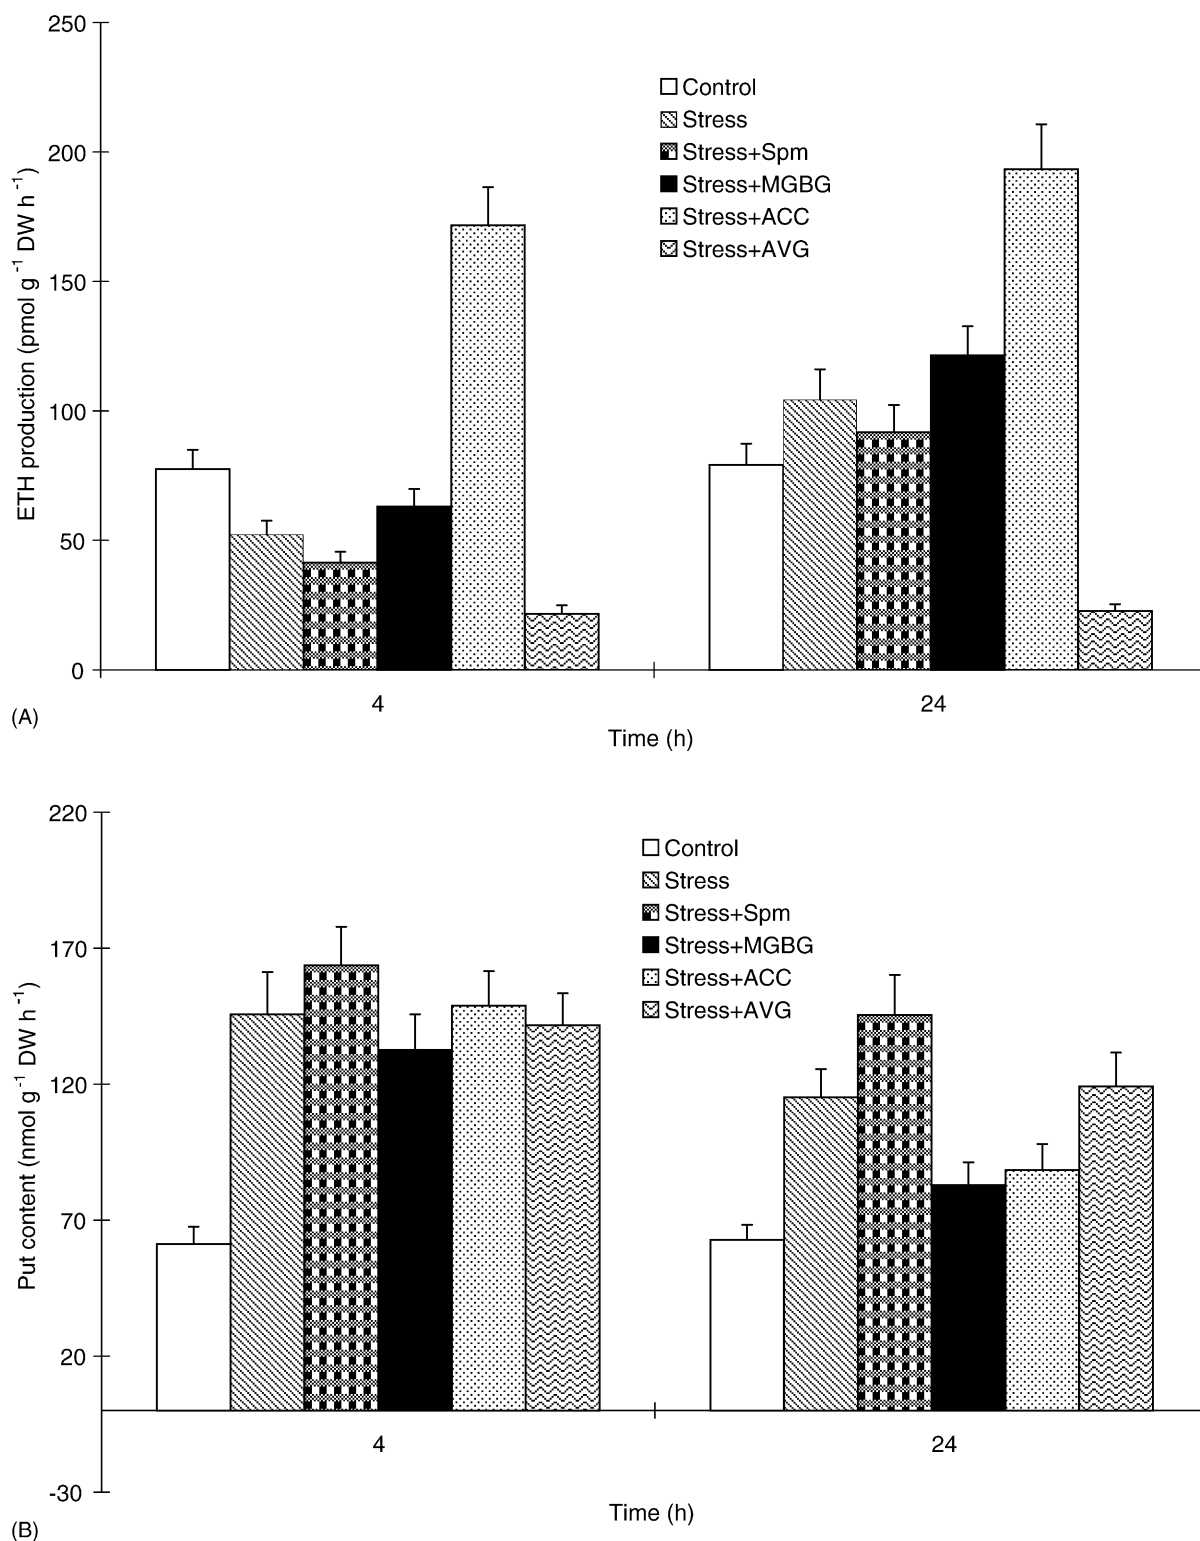 250
200
150
100
50
0
ETH production (pmol g⁻¹ DW h⁻¹)
Control
Stress
Stress+Spm
Stress+MGBG
Stress+ACC
Stress+AVG
4
24
(A)
Time (h)
220
170
120
70
20
-30
Put content (nmol g⁻¹ DW h⁻¹)
Control
Stress
Stress+Spm
Stress+MGBG
Stress+ACC
Stress+AVG
4
24
Time (h)
(B)